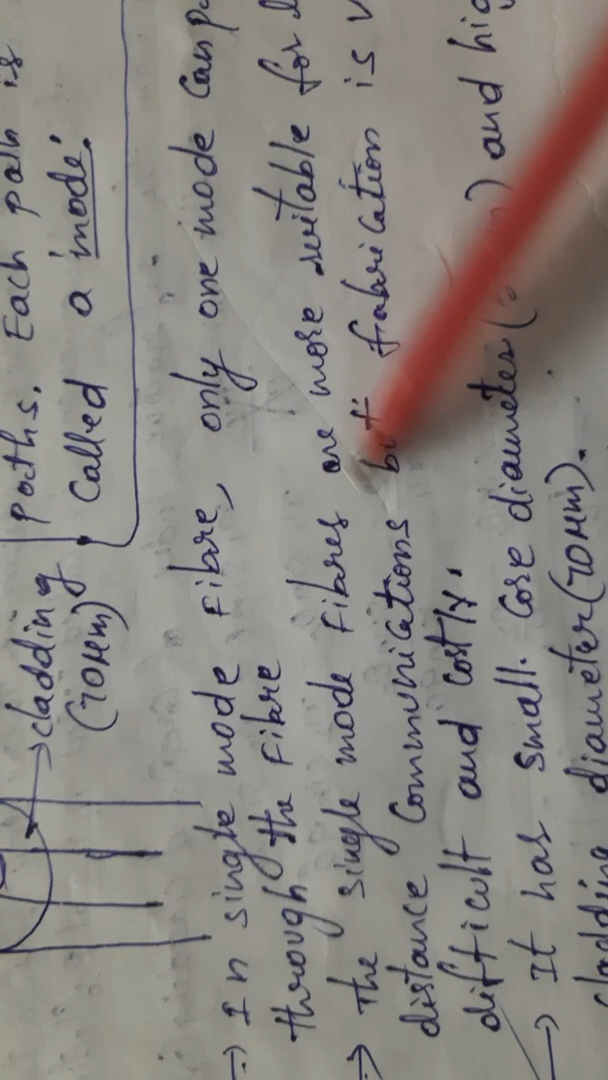 paths. Each path is
called a 'mode'.
cladding
(70μm)
→ In single mode Fibre, only one mode can
through the Fibre
→ The single mode Fibres are more suitable for
distance Communications but fabrication is
difficult and costly.
→ It has small core diameter ( ) and
cladding diameter (70μm).